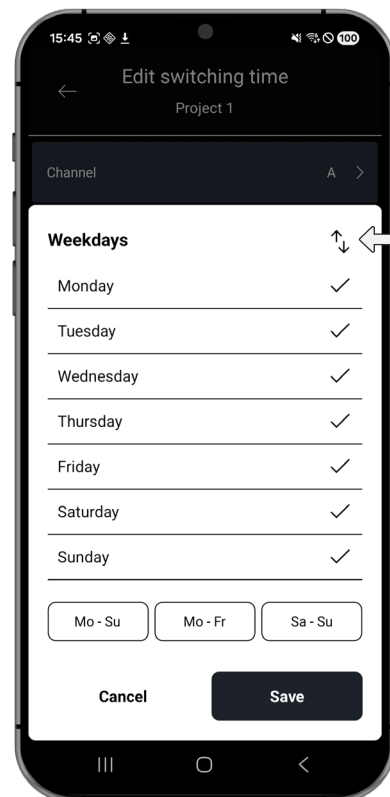 15:45 100
Edit switching time
Project 1
Channel A
Weekdays
Monday
Tuesday
Wednesday
Thursday
Friday
Saturday
Sunday
Mo - Su Mo - Fr Sa - Su
Cancel Save